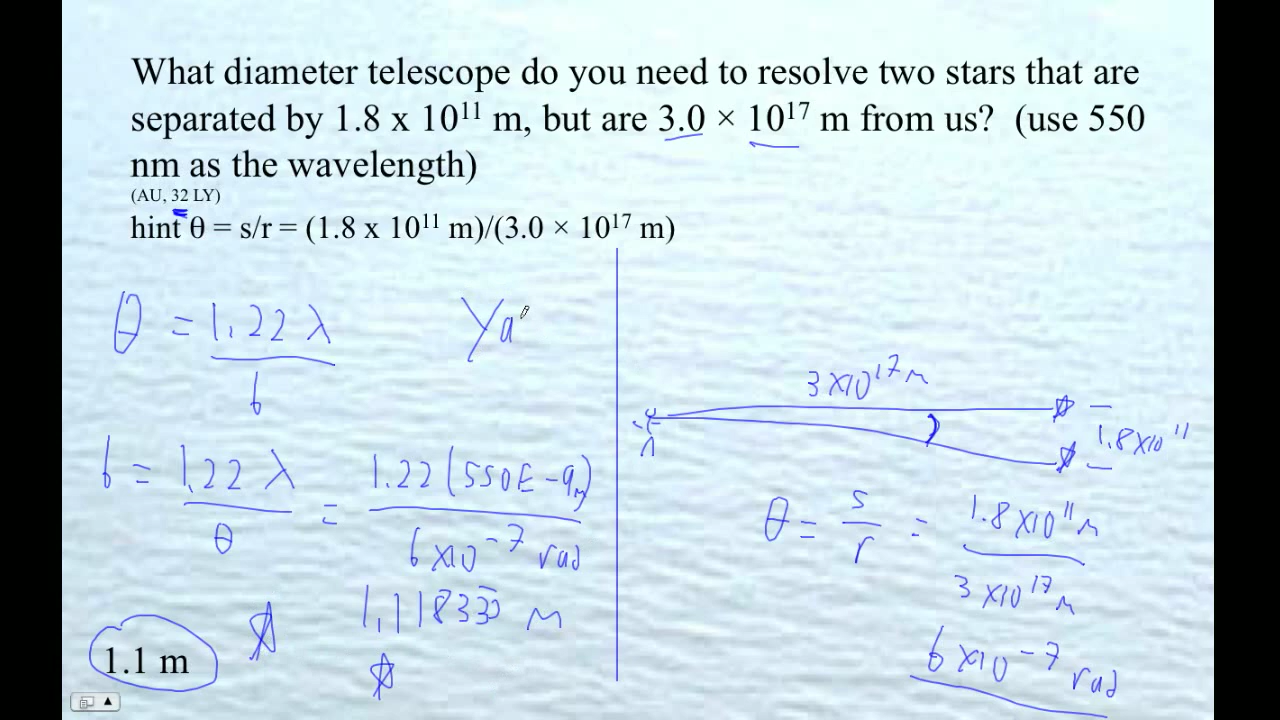 What diameter telescope do you need to resolve two stars that are
separated by 1.8 x 10¹¹ m, but are 3.0 × 10¹⁷ m from us? (use 550
nm as the wavelength)
(AU, 32 LY)
hint θ = s/r = (1.8 x 10¹¹ m)/(3.0 × 10¹⁷ m)
θ = 1.22 λ / b
Ya
b = 1.22 λ / θ = 1.22 (550E-9m) / 6x10⁻⁷ rad
1.118333 m
1.1 m
3x10¹⁷ m
1.8x10¹¹
θ = s / r = 1.8x10¹¹ m / 3x10¹⁷ m
6x10⁻⁷ rad